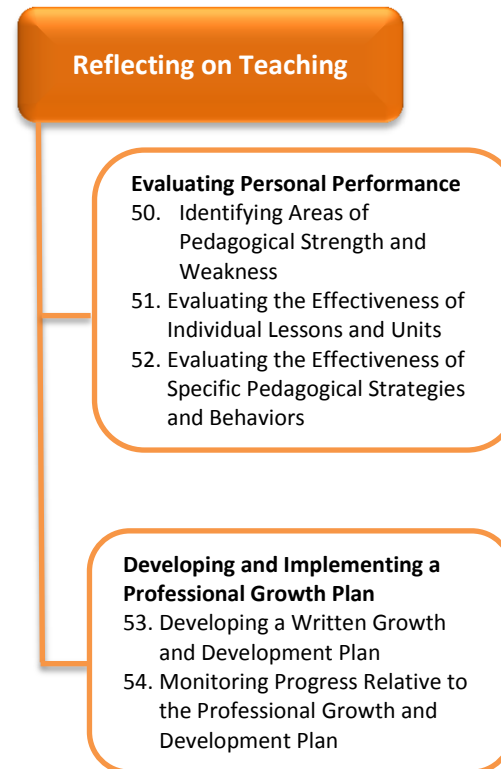 Reflecting on Teaching
Evaluating Personal Performance
50. Identifying Areas of
Pedagogical Strength and
Weakness
51. Evaluating the Effectiveness of
Individual Lessons and Units
52. Evaluating the Effectiveness of
Specific Pedagogical Strategies
and Behaviors
Developing and Implementing a
Professional Growth Plan
53. Developing a Written Growth
and Development Plan
54. Monitoring Progress Relative to
the Professional Growth and
Development Plan